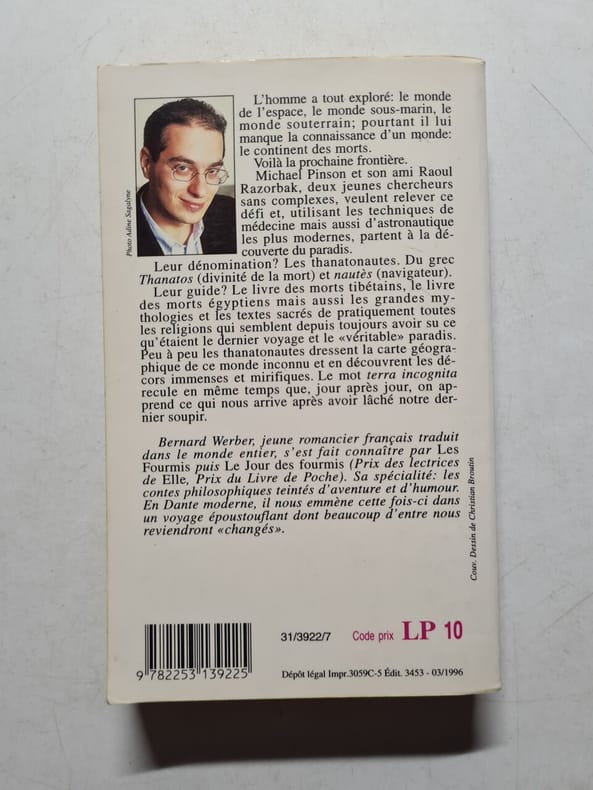 L'homme a tout exploré: le monde
de l'espace, le monde sous-marin, le
monde souterrain; pourtant il lui
manque la connaissance d'un monde:
le continent des morts.
Voilà la prochaine frontière.
Michael Pinson et son ami Raoul
Razorbak, deux jeunes chercheurs
sans complexes, veulent relever ce
défi et, utilisant les techniques de
médecine mais aussi d'astronautique
les plus modernes, partent à la dé-
couverte du paradis.
Photo Adine Sagalyne
Leur dénomination? Les thanatonautes. Du grec
Thanatos (divinité de la mort) et nautès (navigateur).
Leur guide? Le livre des morts tibétains, le livre
des morts égyptiens mais aussi les grandes my-
thologies et les textes sacrés de pratiquement toutes
les religions qui semblent depuis toujours avoir su ce
qu'étaient le dernier voyage et le «véritable» paradis.
Peu à peu les thanatonautes dressent la carte géogra-
phique de ce monde inconnu et en découvrent les dé-
cors immenses et mirifiques. Le mot terra incognita
recule en même temps que, jour après jour, on ap-
prend ce qui nous arrive après avoir lâché notre der-
nier soupir.
Bernard Werber, jeune romancier français traduit
dans le monde entier, s'est fait connaître par Les
Fourmis puis Le Jour des fourmis (Prix des lectrices
de Elle, Prix du Livre de Poche). Sa spécialité: les
contes philosophiques teintés d'aventure et d'humour.
En Dante moderne, il nous emmène cette fois-ci dans
un voyage époustouflant dont beaucoup d'entre nous
reviendront «changés».
Couv. Dessin de Christian Broutin
31/3922/7 Code prix LP 10
9 782253 139225
Dépôt légal Impr.3059C-5 Édit. 3453 - 03/1996